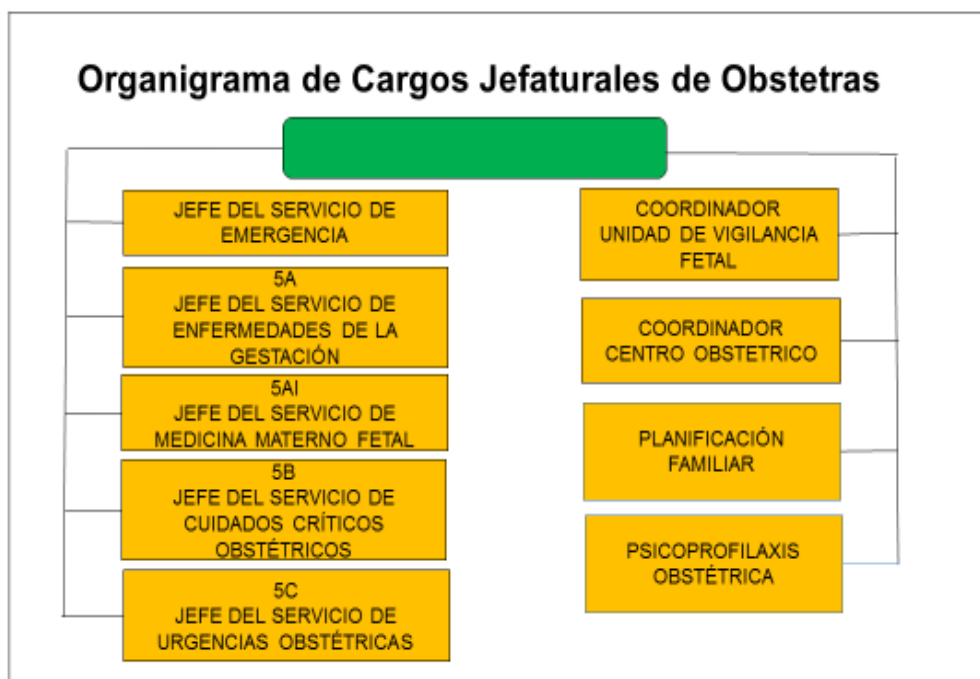 Organigrama de Cargos Jefaturales de Obstetras
JEFE DEL SERVICIO DE
EMERGENCIA
5A
JEFE DEL SERVICIO DE
ENFERMEDADES DE LA
GESTACIÓN
5AI
JEFE DEL SERVICIO DE
MEDICINA MATERNO FETAL
5B
JEFE DEL SERVICIO DE
CUIDADOS CRÍTICOS
OBSTÉTRICOS
5C
JEFE DEL SERVICIO DE
URGENCIAS OBSTÉTRICAS
COORDINADOR
UNIDAD DE VIGILANCIA
FETAL
COORDINADOR
CENTRO OBSTETRICO
PLANIFICACIÓN
FAMILIAR
PSICOPROFILAXIS
OBSTÉTRICA